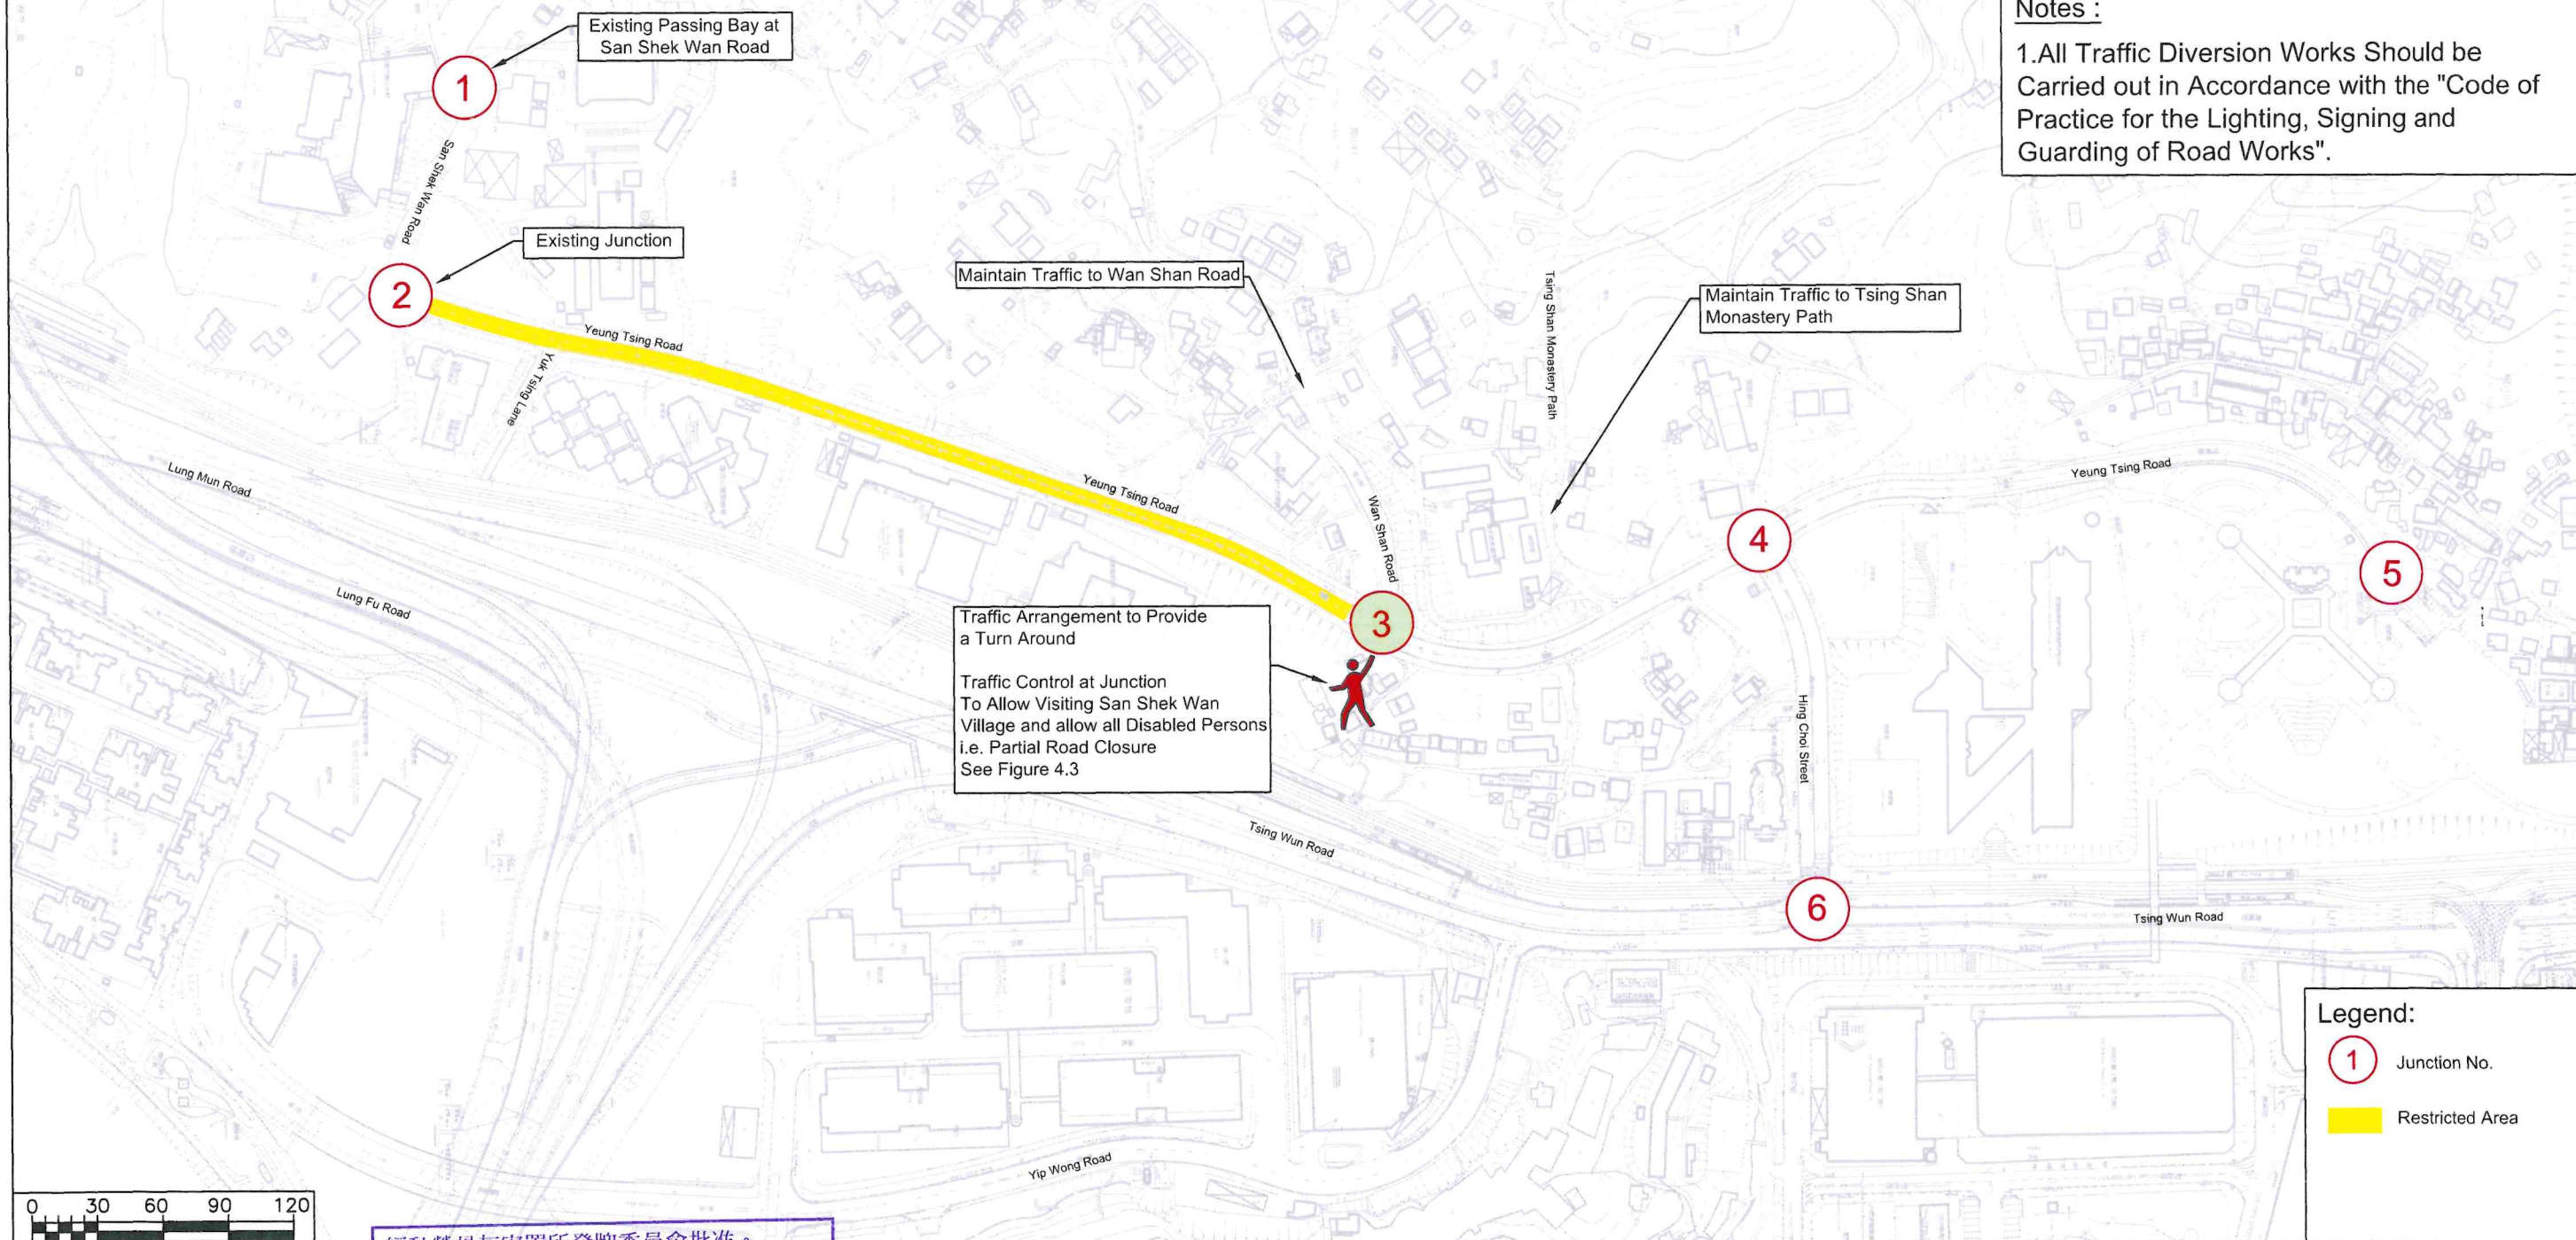 Existing Passing Bay at
San Shek Wan Road
Notes :
1.All Traffic Diversion Works Should be
Carried out in Accordance with the "Code of
Practice for the Lighting, Signing and
Guarding of Road Works".
1
San Shek Wan Road
Existing Junction
2
Yeung Tsing Road
Yuk Tsing Lane
Maintain Traffic to Wan Shan Road
Tsing Shan Monastery Path
Maintain Traffic to Tsing Shan
Monastery Path
Lung Mun Road
Yeung Tsing Road
Wan Shan Road
Yeung Tsing Road
4
5
Lung Fu Road
3
Traffic Arrangement to Provide
a Turn Around
Traffic Control at Junction
To Allow Visiting San Shek Wan
Village and allow all Disabled Persons
i.e. Partial Road Closure
See Figure 4.3
Hing Choi Street
Tsing Wun Road
6
Tsing Wun Road
Yip Wong Road
Legend:
1 Junction No.
Restricted Area
0 30 60 90 120